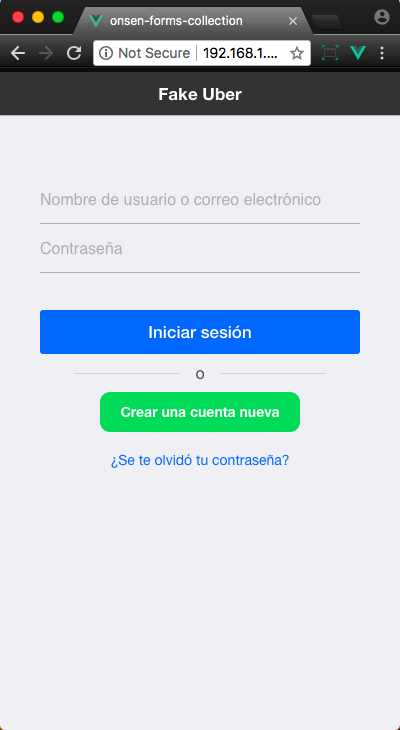 onsen-forms-collection
Not Secure | 192.168.1....
Fake Uber
Nombre de usuario o correo electrónico
Contraseña
Iniciar sesión
o
Crear una cuenta nueva
¿Se te olvidó tu contraseña?